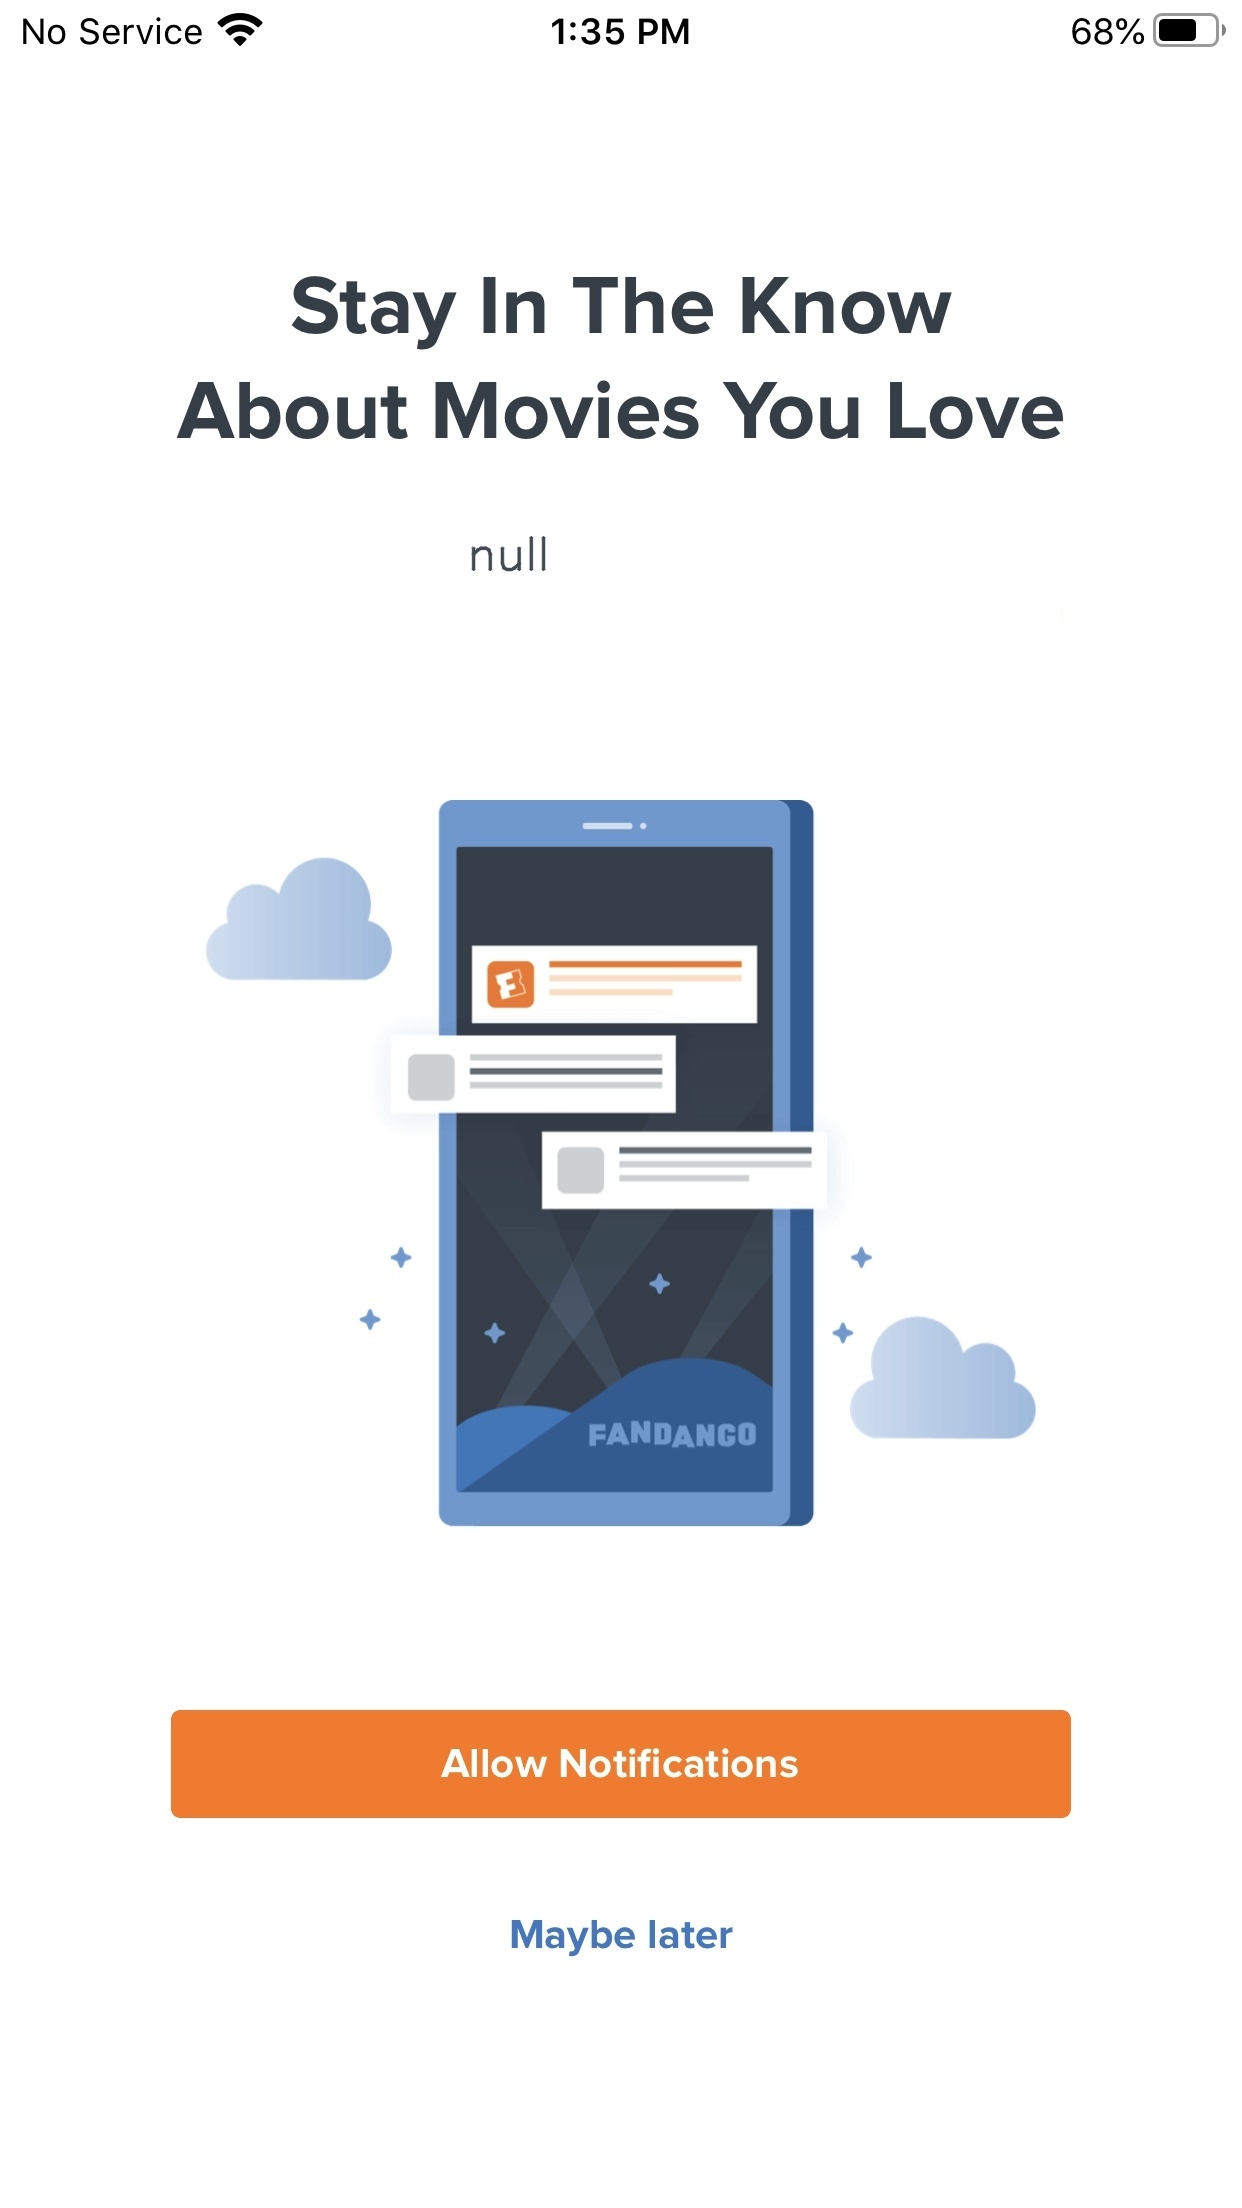 No Service
1:35 PM
68%
Stay In The Know
About Movies You Love
null
FANDANGO
Allow Notifications
Maybe later